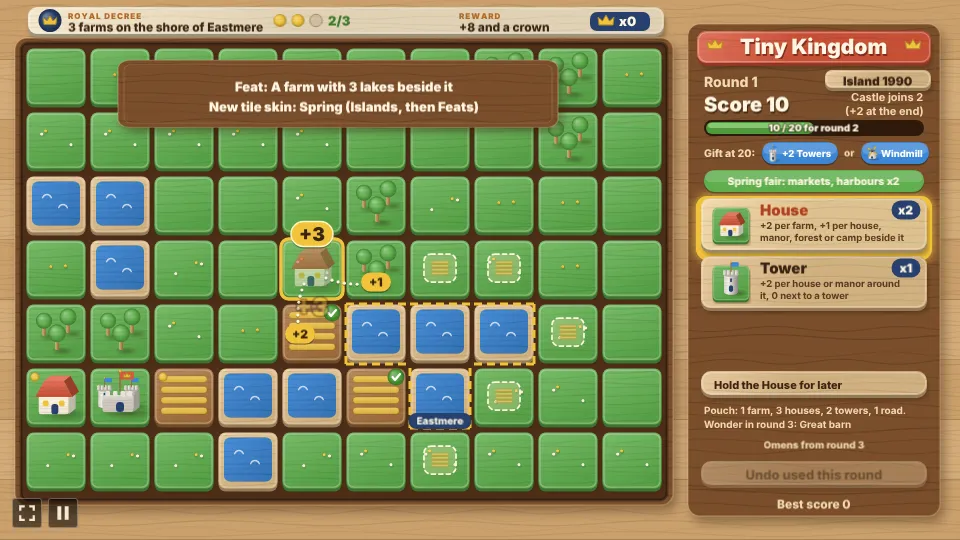 ROYAL DECREE
3 farms on the shore of Eastmere
2/3
REWARD
+8 and a crown
x0
Feat: A farm with 3 lakes beside it
New tile skin: Spring (Islands, then Feats)
+3
+1
+3
+2
Eastmere
Tiny Kingdom
Round 1
Island 1990
Score 10
Castle joins 2
(+2 at the end)
10 / 20 for round 2
Gift at 20:
+2 Towers
or
Windmill
Spring fair: markets, harbours x2
House
x2
+2 per farm, +1 per house,
manor, forest or camp beside it
Tower
x1
+2 per house or manor around
it, 0 next to a tower
Hold the House for later
Pouch: 1 farm, 3 houses, 2 towers, 1 road.
Wonder in round 3: Great barn
Omens from round 3
Undo used this round
Best score 0